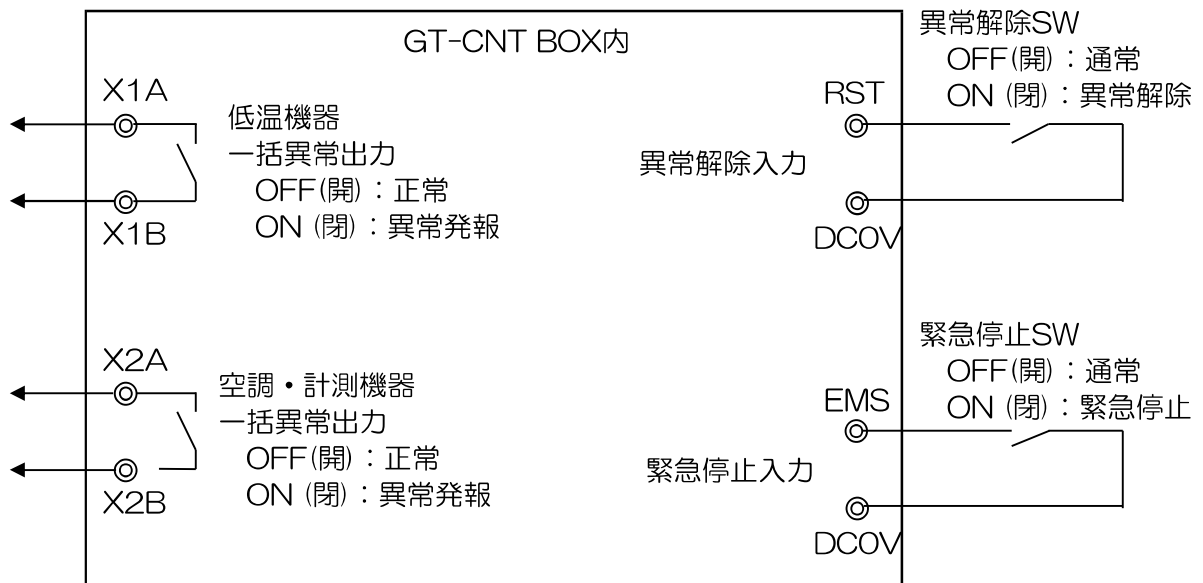 GT-CNT BOX内
X1A
低温機器
一括異常出力
OFF(開)：正常
ON (閉)：異常発報
X1B
X2A
空調・計測機器
一括異常出力
OFF(開)：正常
ON (閉)：異常発報
X2B
異常解除SW
OFF(開)：通常
ON (閉)：異常解除
RST
異常解除入力
DC0V
緊急停止SW
OFF(開)：通常
ON (閉)：緊急停止
EMS
緊急停止入力
DC0V